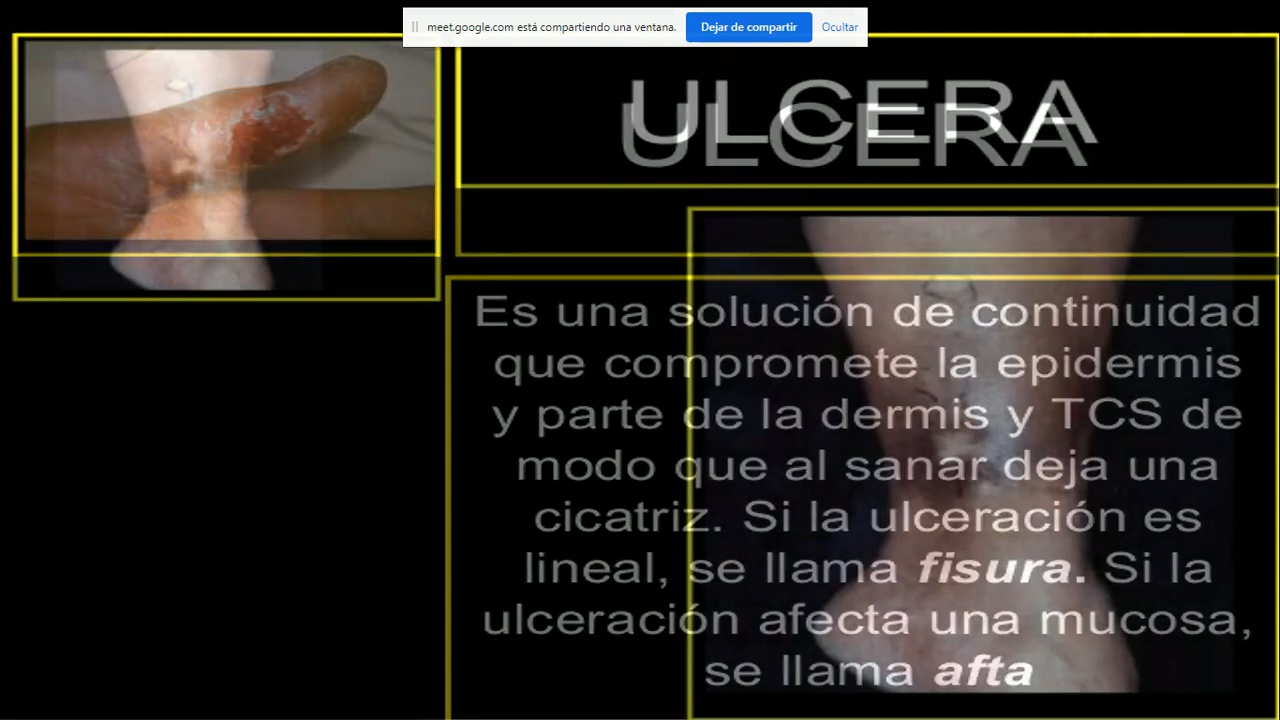 meet.google.com está compartiendo una ventana. Dejar de compartir Ocultar
ULCERA
ULCERA
Es una solución de continuidad
que compromete la epidermis
y parte de la dermis y TCS de
modo que al sanar deja una
cicatriz. Si la ulceración es
lineal, se llama fisura. Si la
ulceración afecta una mucosa,
se llama afta